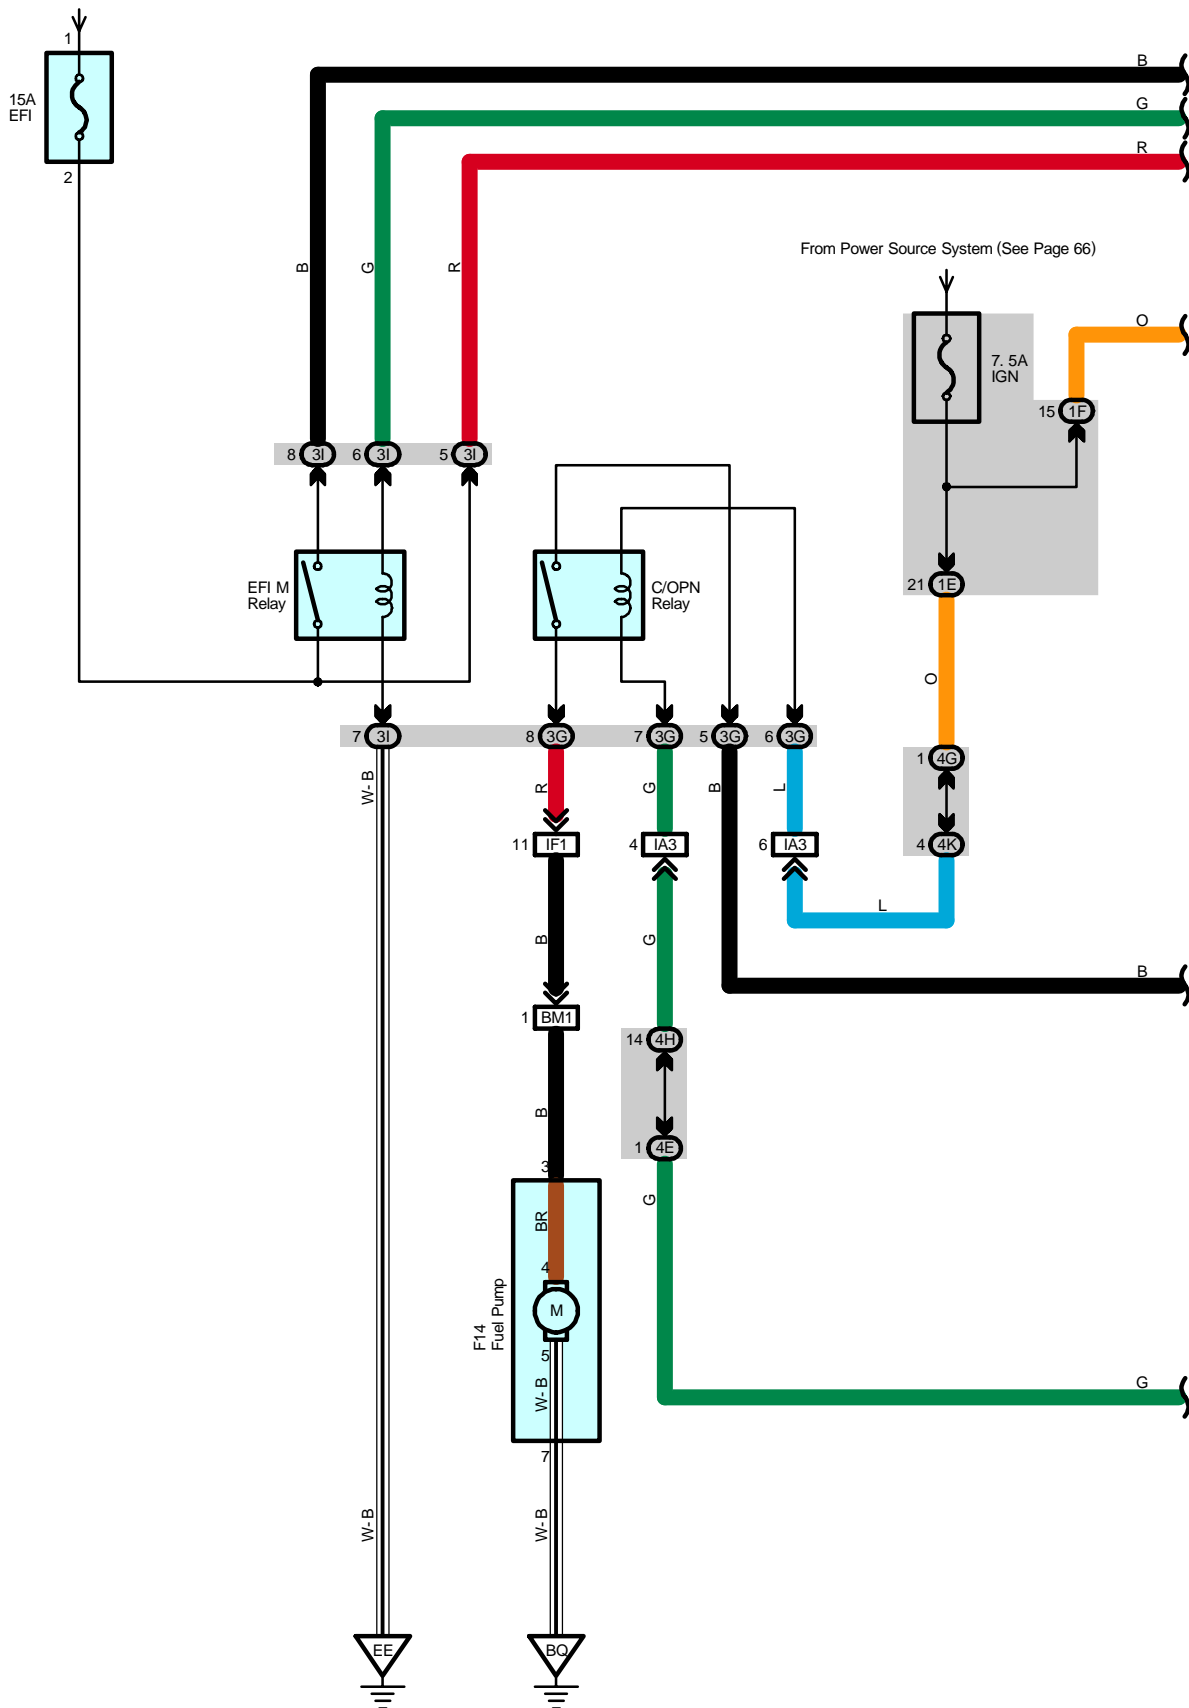 1
15A
EFI
2
B
G
R
B
G
R
From Power Source System (See Page 66)
7. 5A
IGN
O
15 1F
8 3I 6 3I 5 3I
EFI M
Relay
C/OPN
Relay
21 1E
O
7 3I 8 3G 7 3G 5 3G 6 3G
1 4G
W-B
R
G
B
L
11 IF1 4 IA3 6 IA3 4 4K
L
B
G
B
1 BM1
14 4H
B
1 4E
3
G
BR
4
M
F14
Fuel Pump
5
W-B
G
7
W-B
W-B
EE
BQ